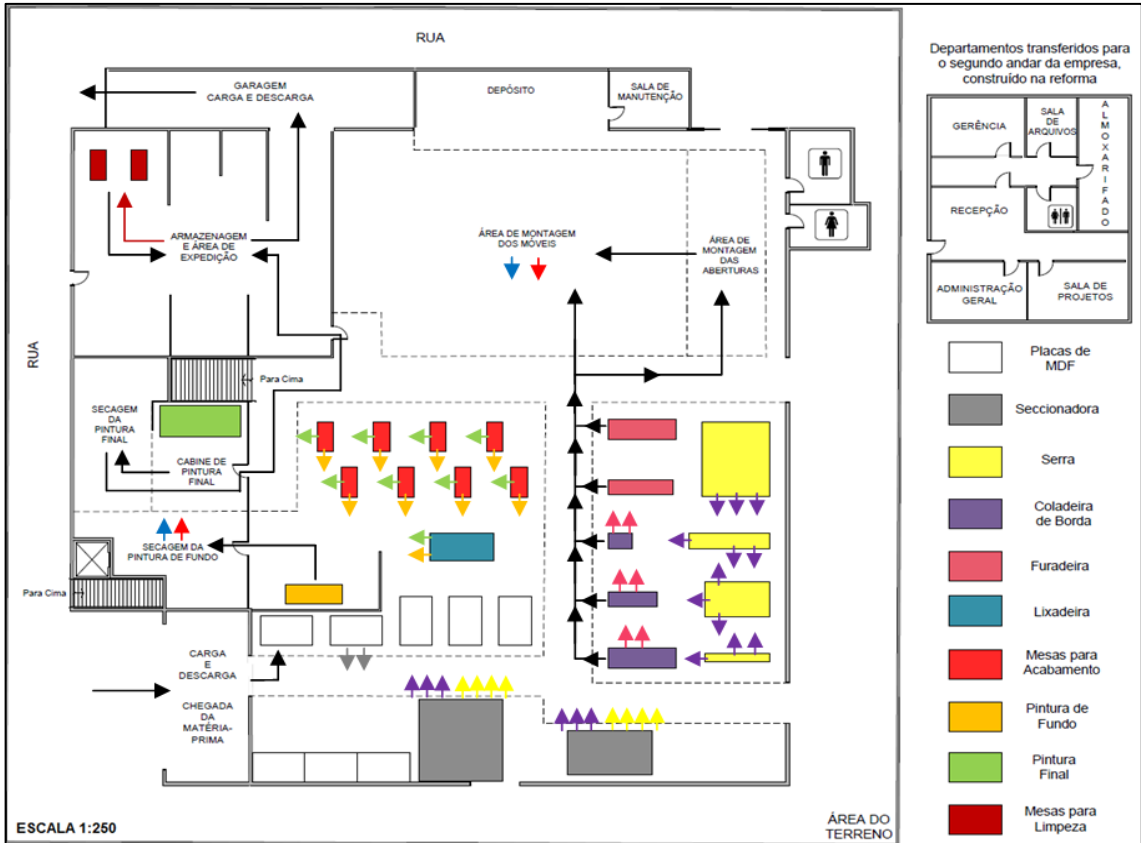 RUA
GARAGEM
CARGA E DESCARGA
DEPÓSITO
SALA DE
MANUTENÇÃO
ARMAZENAGEM
E ÁREA DE
EXPEDIÇÃO
ÁREA DE MONTAGEM
DOS MÓVEIS
ÁREA DE
MONTAGEM
DAS
ABERTURAS
RUA
Para Cima
SECAGEM
DA
PINTURA
FINAL
CABINE DE
PINTURA
FINAL
SECAGEM DA
PINTURA DE FUNDO
Para Cima
CARGA
E
DESCARGA
CHEGADA
DA
MATÉRIA-
PRIMA
ESCALA 1:250
ÁREA DO
TERRENO
Departamentos transferidos para
o segundo andar da empresa,
construído na reforma
GERÊNCIA
SALA
DE
ARQUIVOS
A
L
M
O
X
A
R
I
F
A
D
O
RECEPÇÃO
ADMINISTRAÇÃO
GERAL
SALA DE
PROJETOS
Placas de
MDF
Seccionadora
Serra
Coladeira
de Borda
Furadeira
Lixadeira
Mesas para
Acabamento
Pintura de
Fundo
Pintura
Final
Mesas para
Limpeza